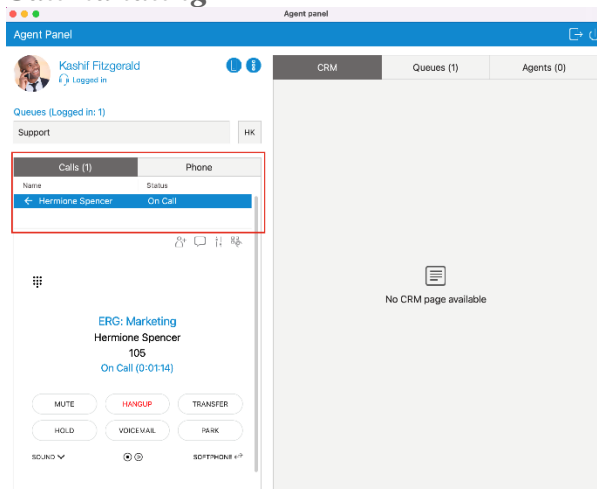 Agent panel
Agent Panel
Kashif Fitzgerald
Logged in
L
CRM
Queues (1)
Agents (0)
Queues (Logged in: 1)
Support
HK
Calls (1)
Phone
Name
Status
Hermione Spencer
On Call
No CRM page available
ERG: Marketing
Hermione Spencer
105
On Call (0:01:14)
MUTE
HANGUP
TRANSFER
HOLD
VOICEMAIL
PARK
SOUND
SOFTPHONE